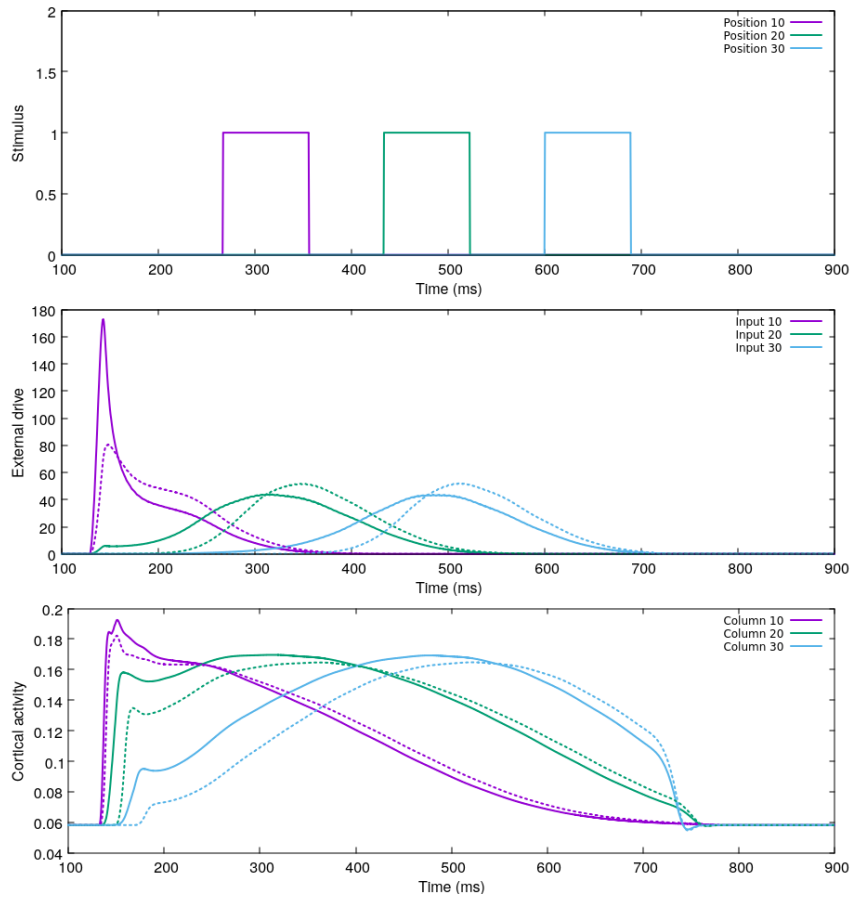 2
Position 10
Position 20
Position 30
1.5
Stimulus
1
0.5
0
100 200 300 400 500 600 700 800 900
Time (ms)
180
Input 10
Input 20
Input 30
160
140
120
External drive
100
80
60
40
20
0
100 200 300 400 500 600 700 800 900
Time (ms)
0.2
Column 10
Column 20
Column 30
0.18
0.16
0.14
Cortical activity
0.12
0.1
0.08
0.06
0.04
100 200 300 400 500 600 700 800 900
Time (ms)